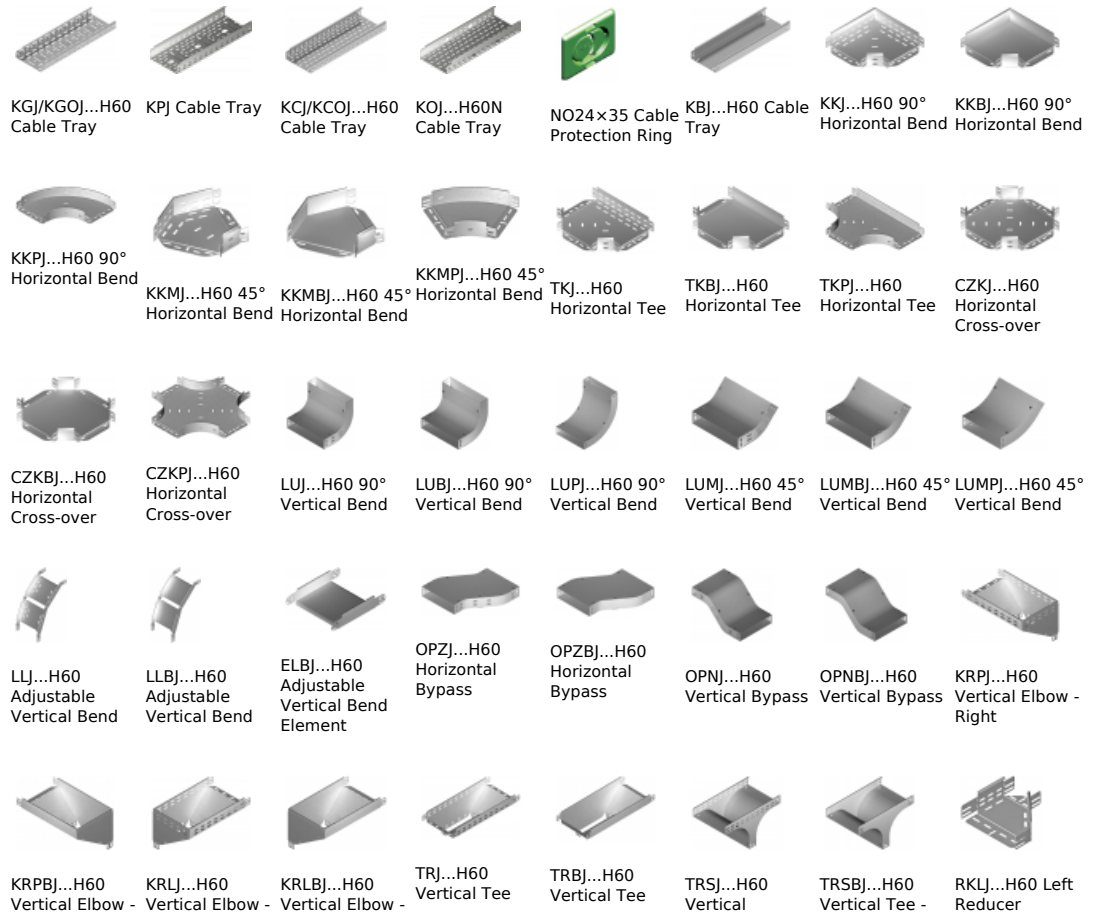 KGJ/KGOJ...H60
Cable Tray
KPJ Cable Tray
KCJ/KCOJ...H60
Cable Tray
KOJ...H60N
Cable Tray
NO24×35 Cable
Protection Ring
KBJ...H60 Cable
Tray
KKJ...H60 90°
Horizontal Bend
KKBJ...H60 90°
Horizontal Bend
KKPJ...H60 90°
Horizontal Bend
KKMJ...H60 45°
Horizontal Bend
KKMBJ...H60 45°
Horizontal Bend
KKMPJ...H60 45°
Horizontal Bend
TKJ...H60
Horizontal Tee
TKBJ...H60
Horizontal Tee
TKPJ...H60
Horizontal Tee
CZKJ...H60
Horizontal
Cross-over
CZKBJ...H60
Horizontal
Cross-over
CZKPJ...H60
Horizontal
Cross-over
LUJ...H60 90°
Vertical Bend
LUBJ...H60 90°
Vertical Bend
LUPJ...H60 90°
Vertical Bend
LUMJ...H60 45°
Vertical Bend
LUMBJ...H60 45°
Vertical Bend
LUMPJ...H60 45°
Vertical Bend
LLJ...H60
Adjustable
Vertical Bend
LLBJ...H60
Adjustable
Vertical Bend
ELBJ...H60
Adjustable
Vertical Bend
Element
OPZJ...H60
Horizontal
Bypass
OPZBJ...H60
Horizontal
Bypass
OPNJ...H60
Vertical Bypass
OPNBJ...H60
Vertical Bypass
KRPJ...H60
Vertical Elbow -
Right
KRPBJ...H60
Vertical Elbow -
KRLJ...H60
Vertical Elbow -
KRLBJ...H60
Vertical Elbow -
TRJ...H60
Vertical Tee
TRBJ...H60
Vertical Tee
TRSJ...H60
Vertical
TRSBJ...H60
Vertical Tee -
RKLJ...H60 Left
Reducer